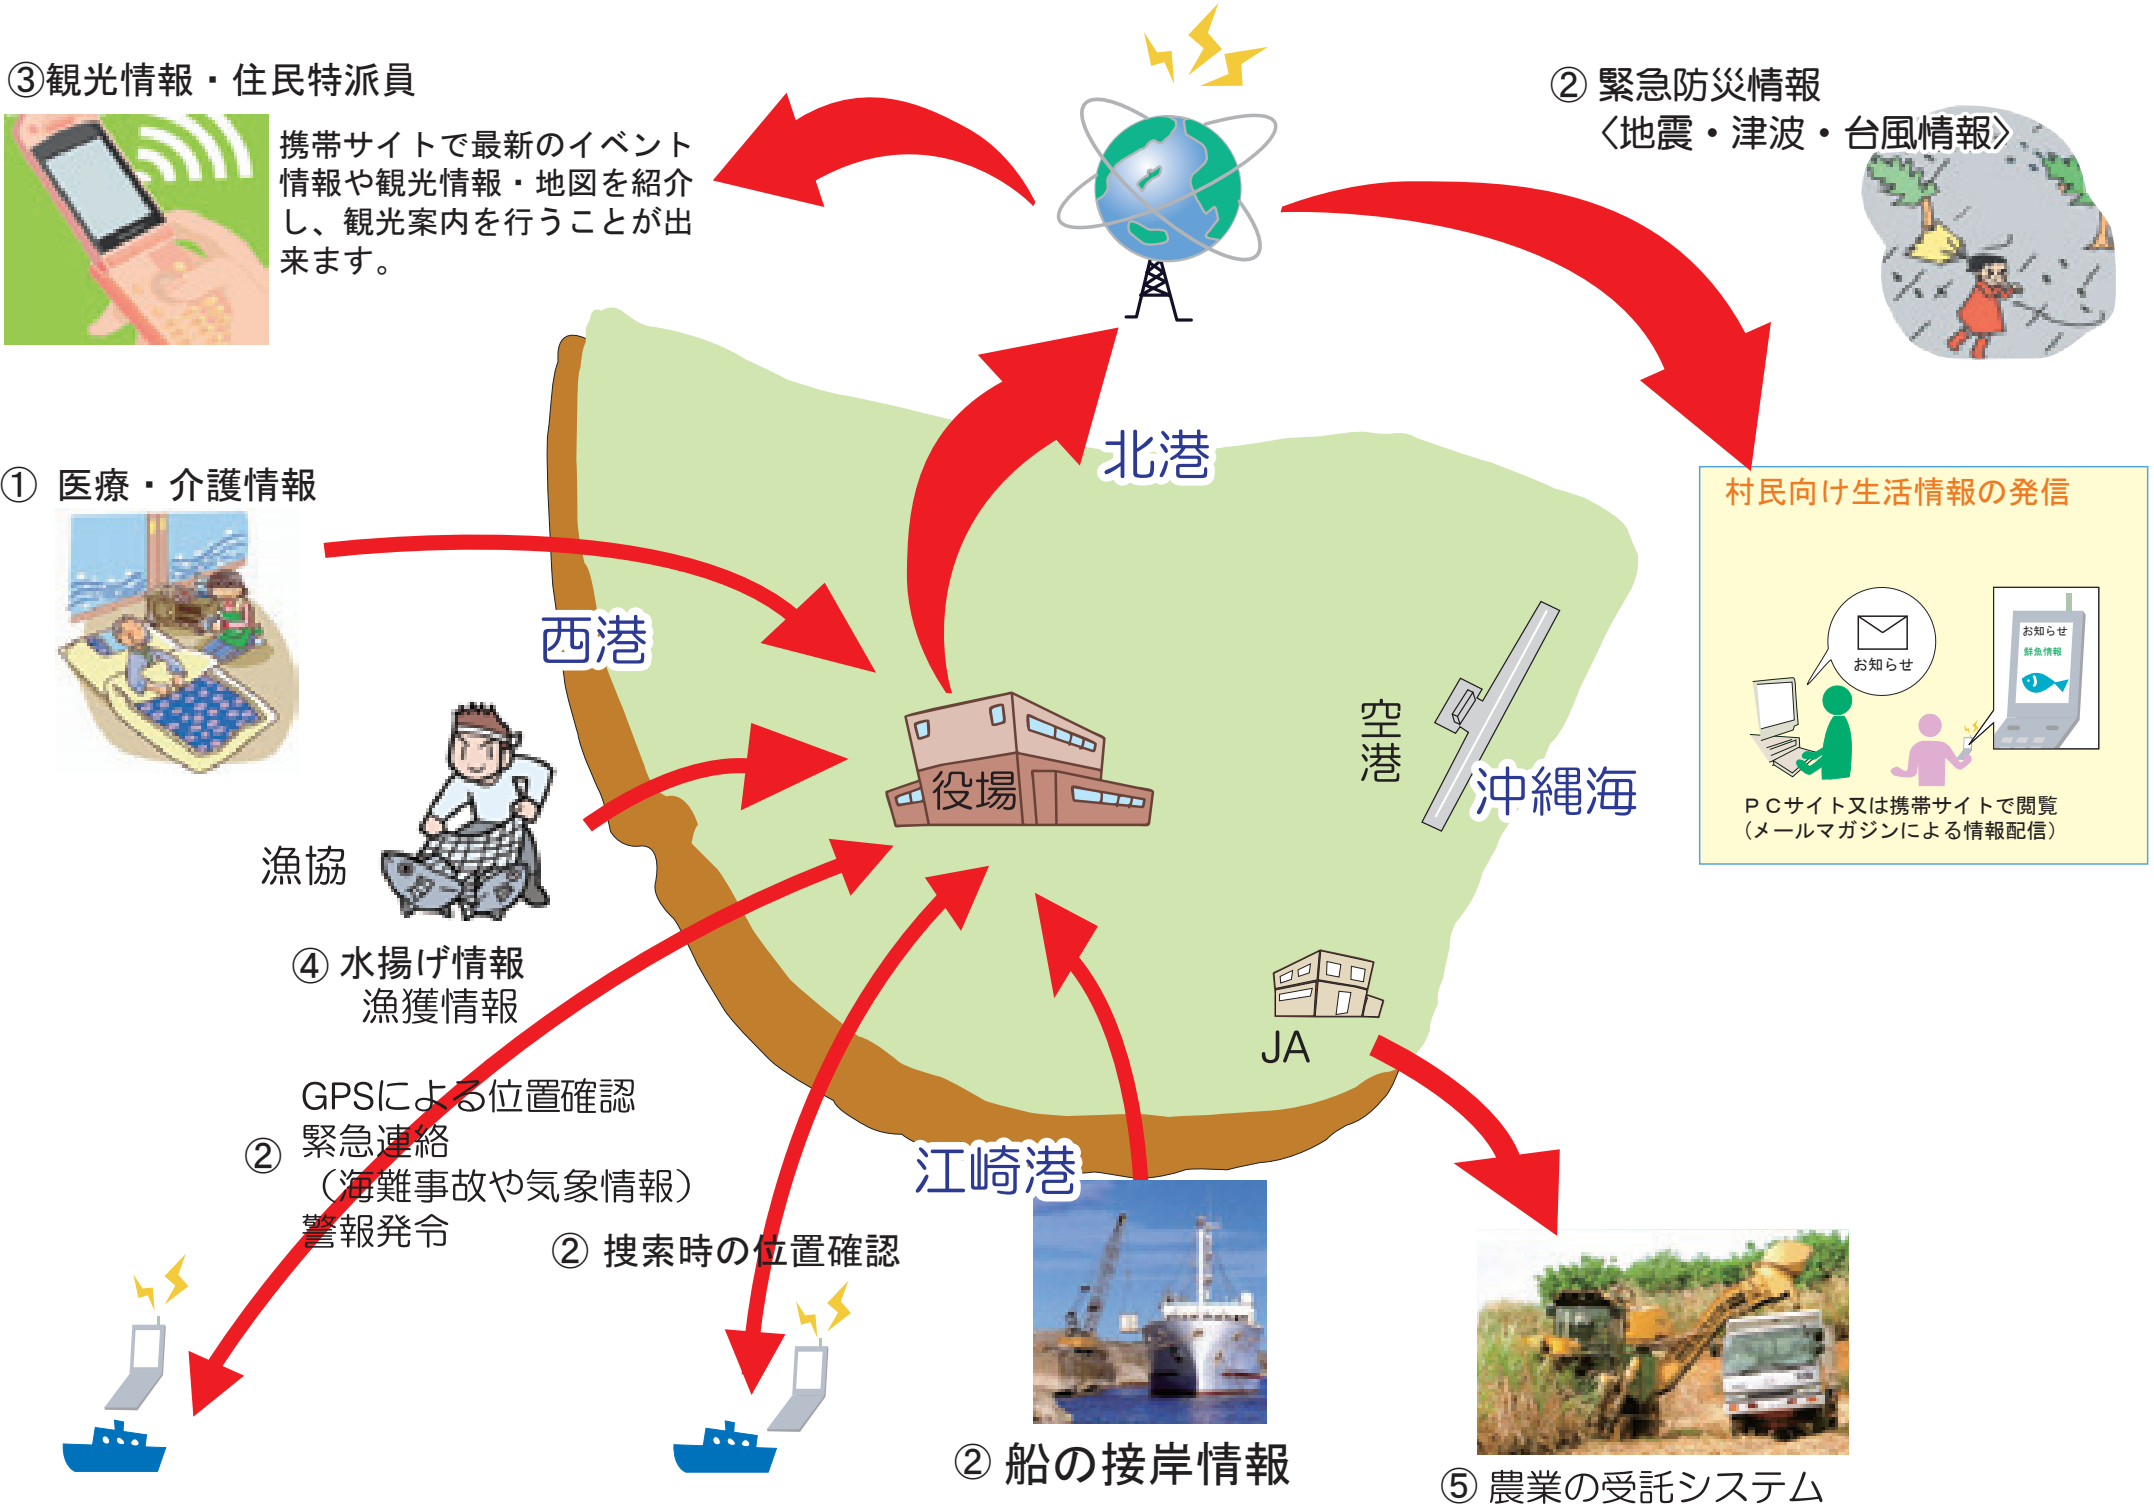 ③観光情報・住民特派員
携帯サイトで最新のイベント
情報や観光情報・地図を紹介
し、観光案内を行うことが出
来ます。
② 緊急防災情報
〈地震・津波・台風情報〉
① 医療・介護情報
北港
西港
村民向け生活情報の発信
お知らせ
お知らせ
鮮魚情報
PCサイト又は携帯サイトで閲覧
(メールマガジンによる情報配信)
空港
沖縄海
役場
漁協
④ 水揚げ情報
漁獲情報
JA
② GPSによる位置確認
緊急連絡
（海難事故や気象情報）
警報発令
② 捜索時の位置確認
江崎港
② 船の接岸情報
⑤ 農業の受託システム